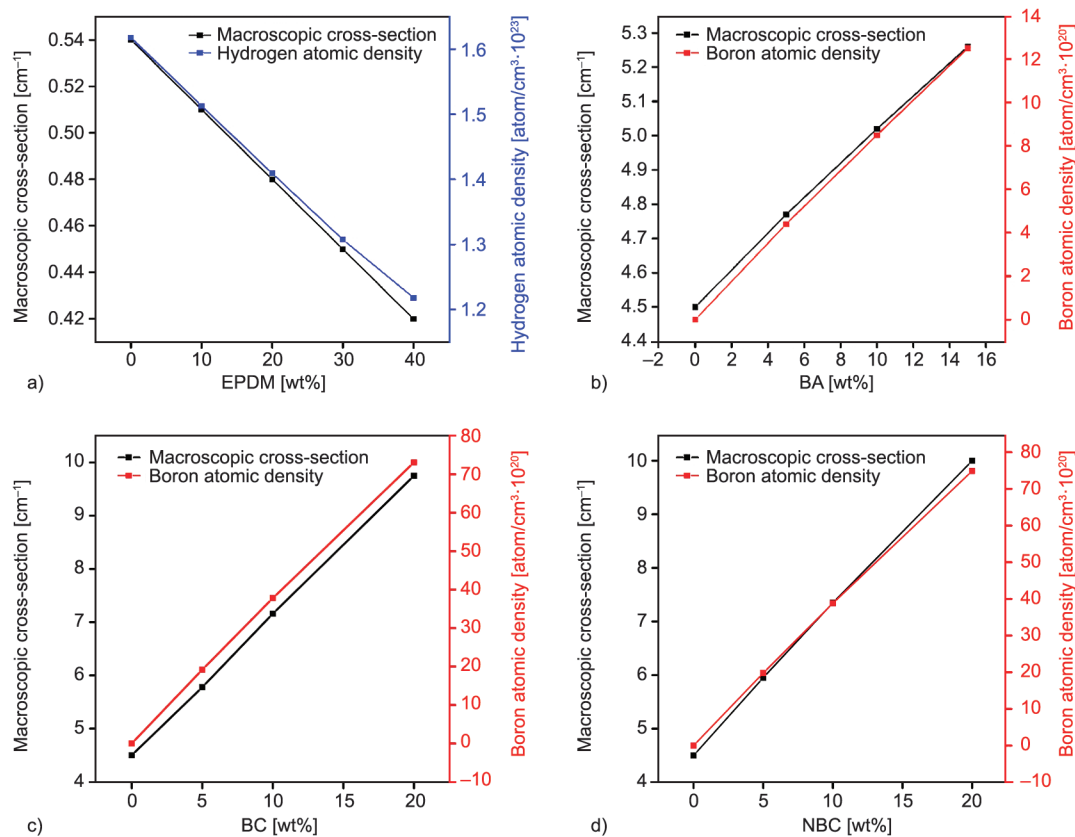 Macroscopic cross-section [cm⁻¹]
0.54
0.52
0.50
0.48
0.46
0.44
0.42
Macroscopic cross-section
Hydrogen atomic density
1.6
1.5
1.4
1.3
1.2
Hydrogen atomic density [atom/cm³·10²³]
0 10 20 30 40
a) EPDM [wt%]
Macroscopic cross-section [cm⁻¹]
5.3
5.2
5.1
5.0
4.9
4.8
4.7
4.6
4.5
4.4
Macroscopic cross-section
Boron atomic density
14
12
10
8
6
4
2
0
Boron atomic density [atom/cm³·10²⁰]
−2 0 2 4 6 8 10 12 14 16
b) BA [wt%]
Macroscopic cross-section [cm⁻¹]
10
9
8
7
6
5
4
Macroscopic cross-section
Boron atomic density
80
70
60
50
40
30
20
10
0
−10
Boron atomic density [atom/cm³·10²⁰]
0 5 10 15 20
c) BC [wt%]
Macroscopic cross-section [cm⁻¹]
10
9
8
7
6
5
4
Macroscopic cross-section
Boron atomic density
80
70
60
50
40
30
20
10
0
−10
Boron atomic density [atom/cm³·10²⁰]
0 5 10 15 20
d) NBC [wt%]